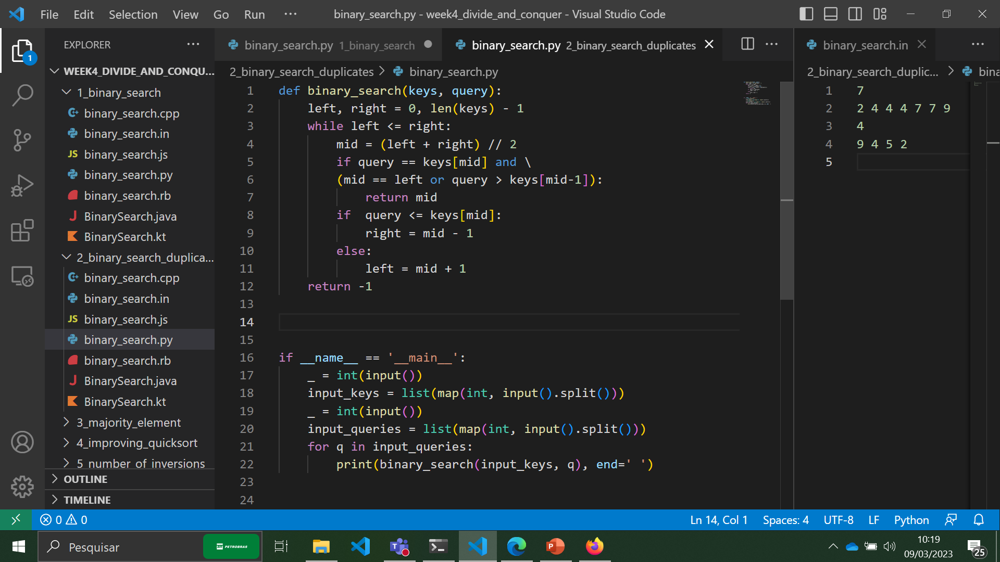 File Edit Selection View Go Run ···
binary_search.py - week4_divide_and_conquer - Visual Studio Code
1
EXPLORER
WEEK4_DIVIDE_AND_CONQU...
1_binary_search
binary_search.cpp
binary_search.in
JS binary_search.js
binary_search.py
binary_search.rb
J BinarySearch.java
BinarySearch.kt
2_binary_search_duplica...
binary_search.cpp
binary_search.in
JS binary_search.js
binary_search.py
binary_search.rb
J BinarySearch.java
BinarySearch.kt
3_majority_element
4_improving_quicksort
5_number_of_inversions
OUTLINE
TIMELINE
binary_search.py 1_binary_search
binary_search.py 2_binary_search_duplicates
2_binary_search_duplicates > binary_search.py
1 def binary_search(keys, query):
2     left, right = 0, len(keys) - 1
3     while left <= right:
4         mid = (left + right) // 2
5         if query == keys[mid] and \
6         (mid == left or query > keys[mid-1]):
7             return mid
8         if  query <= keys[mid]:
9             right = mid - 1
10         else:
11             left = mid + 1
12     return -1
13
14
15
16 if __name__ == '__main__':
17     _ = int(input())
18     input_keys = list(map(int, input().split()))
19     _ = int(input())
20     input_queries = list(map(int, input().split()))
21     for q in input_queries:
22         print(binary_search(input_keys, q), end=' ')
23
24
binary_search.in
2_binary_search_duplic... > bina
1 7
2 2 4 4 4 7 7 9
3 4
4 9 4 5 2
5
0 0
Ln 14, Col 1 Spaces: 4 UTF-8 LF Python
Pesquisar
BR PETROBRAS
T
P
10:19
09/03/2023
25